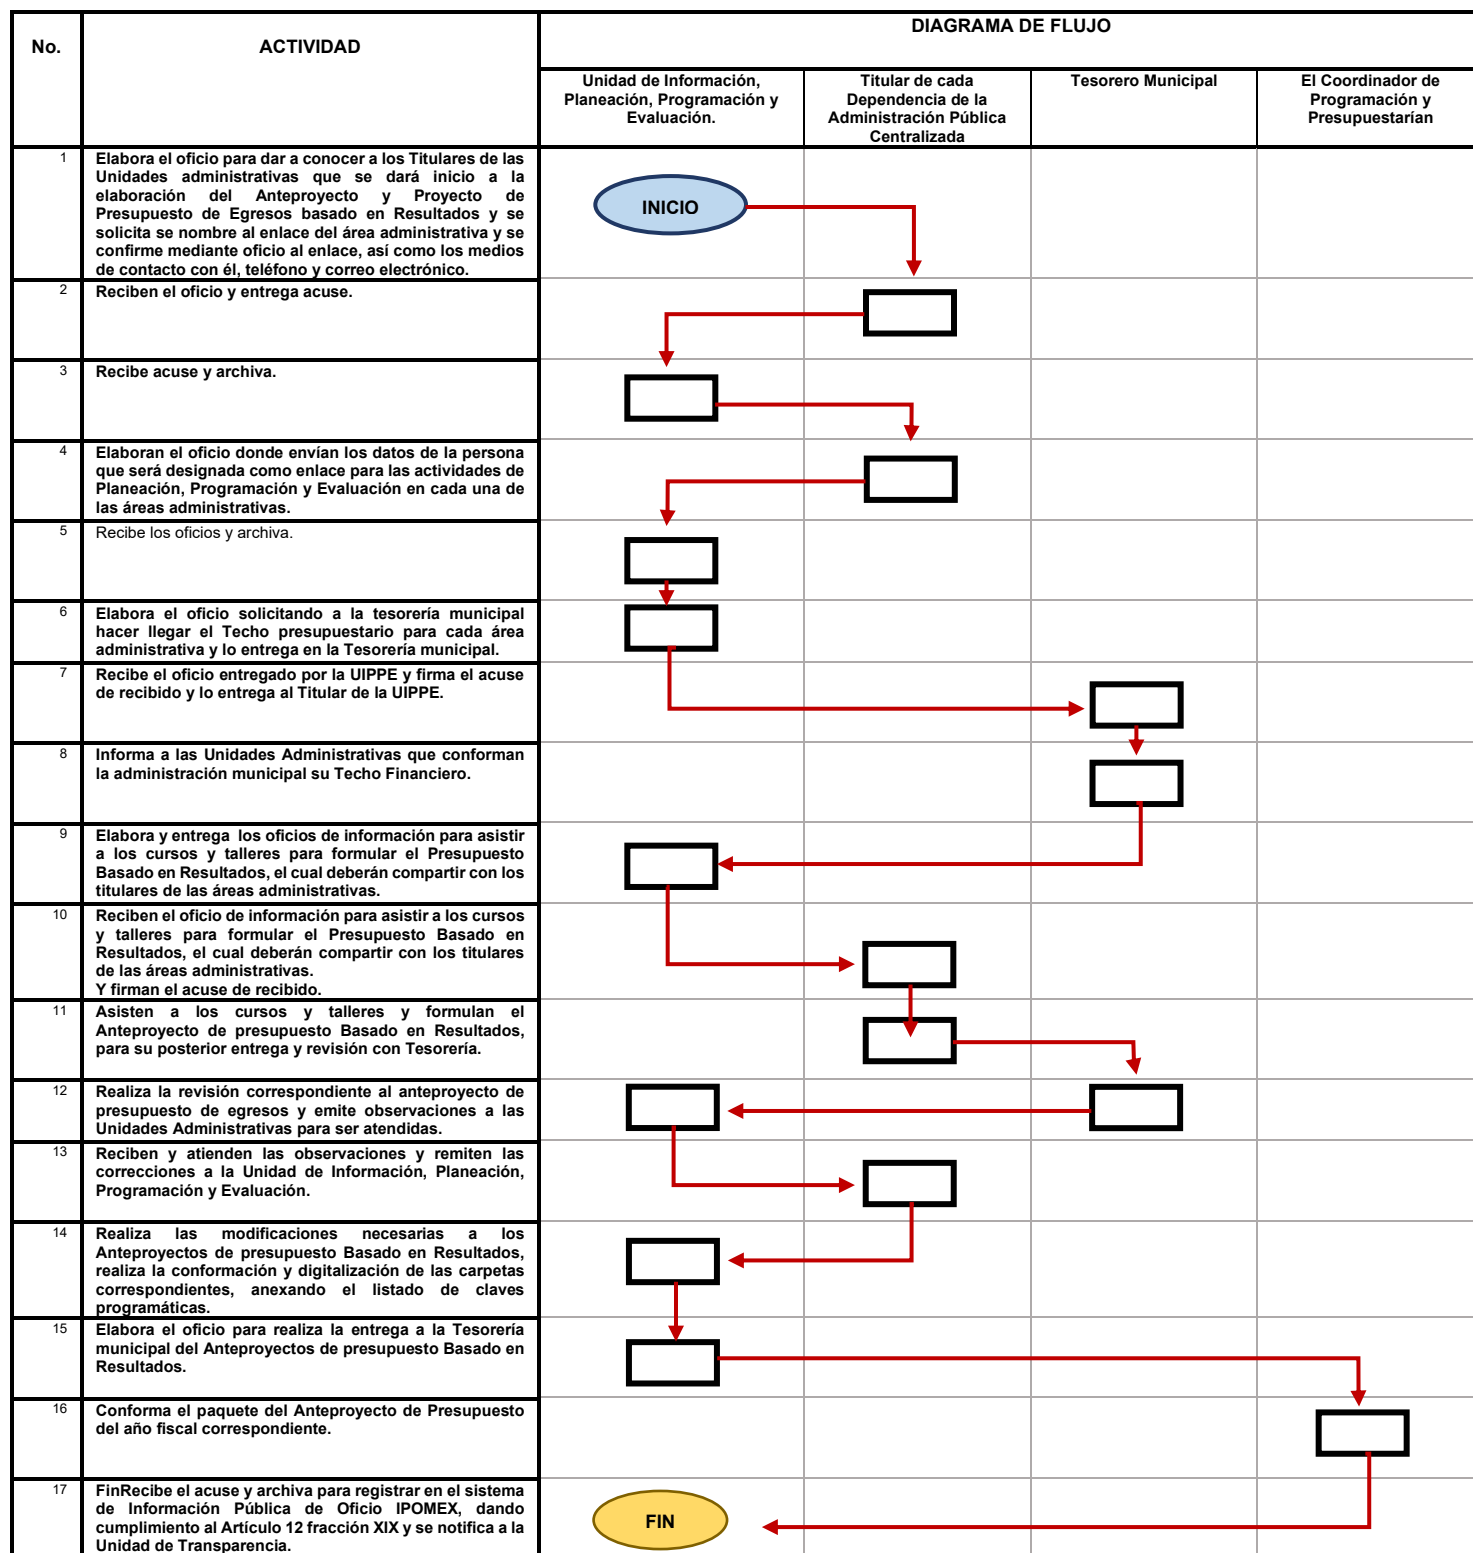 No.
ACTIVIDAD
DIAGRAMA DE FLUJO
Unidad de Información,
Planeación, Programación y
Evaluación.
Titular de cada
Dependencia de la
Administración Pública
Centralizada
Tesorero Municipal
El Coordinador de
Programación y
Presupuestarían
1
Elabora el oficio para dar a conocer a los Titulares de las
Unidades administrativas que se dará inicio a la
elaboración del Anteproyecto y Proyecto de
Presupuesto de Egresos basado en Resultados y se
solicita se nombre al enlace del área administrativa y se
confirme mediante oficio al enlace, así como los medios
de contacto con él, teléfono y correo electrónico.
INICIO
2
Reciben el oficio y entrega acuse.
3
Recibe acuse y archiva.
4
Elaboran el oficio donde envían los datos de la persona
que será designada como enlace para las actividades de
Planeación, Programación y Evaluación en cada una de
las áreas administrativas.
5
Recibe los oficios y archiva.
6
Elabora el oficio solicitando a la tesorería municipal
hacer llegar el Techo presupuestario para cada área
administrativa y lo entrega en la Tesorería municipal.
7
Recibe el oficio entregado por la UIPPE y firma el acuse
de recibido y lo entrega al Titular de la UIPPE.
8
Informa a las Unidades Administrativas que conforman
la administración municipal su Techo Financiero.
9
Elabora y entrega los oficios de información para asistir
a los cursos y talleres para formular el Presupuesto
Basado en Resultados, el cual deberán compartir con los
titulares de las áreas administrativas.
10
Reciben el oficio de información para asistir a los cursos
y talleres para formular el Presupuesto Basado en
Resultados, el cual deberán compartir con los titulares
de las áreas administrativas.
Y firman el acuse de recibido.
11
Asisten a los cursos y talleres y formulan el
Anteproyecto de presupuesto Basado en Resultados,
para su posterior entrega y revisión con Tesorería.
12
Realiza la revisión correspondiente al anteproyecto de
presupuesto de egresos y emite observaciones a las
Unidades Administrativas para ser atendidas.
13
Reciben y atienden las observaciones y remiten las
correcciones a la Unidad de Información, Planeación,
Programación y Evaluación.
14
Realiza las modificaciones necesarias a los
Anteproyectos de presupuesto Basado en Resultados,
realiza la conformación y digitalización de las carpetas
correspondientes, anexando el listado de claves
programáticas.
15
Elabora el oficio para realiza la entrega a la Tesorería
municipal del Anteproyectos de presupuesto Basado en
Resultados.
16
Conforma el paquete del Anteproyecto de Presupuesto
del año fiscal correspondiente.
17
FinRecibe el acuse y archiva para registrar en el sistema
de Información Pública de Oficio IPOMEX, dando
cumplimiento al Artículo 12 fracción XIX y se notifica a la
Unidad de Transparencia.
FIN